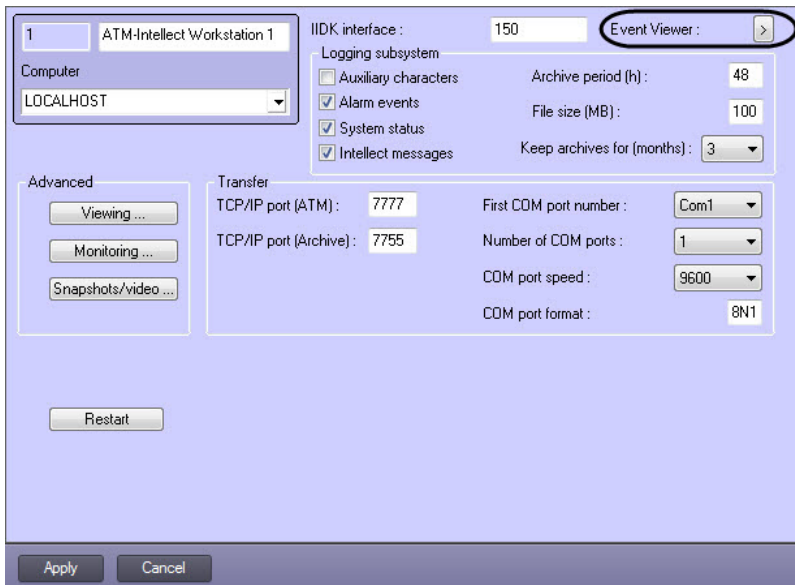 1 ATM-Intellect Workstation 1
Computer
LOCALHOST
IIDK interface : 150
Event Viewer : >
Logging subsystem
Auxiliary characters
Alarm events
System status
Intellect messages
Archive period (h) : 48
File size (MB) : 100
Keep archives for (months) : 3
Advanced
Viewing ...
Monitoring ...
Snapshots/video ...
Transfer
TCP/IP port (ATM) : 7777
TCP/IP port (Archive) : 7755
First COM port number : Com1
Number of COM ports : 1
COM port speed : 9600
COM port format : 8N1
Restart
Apply Cancel